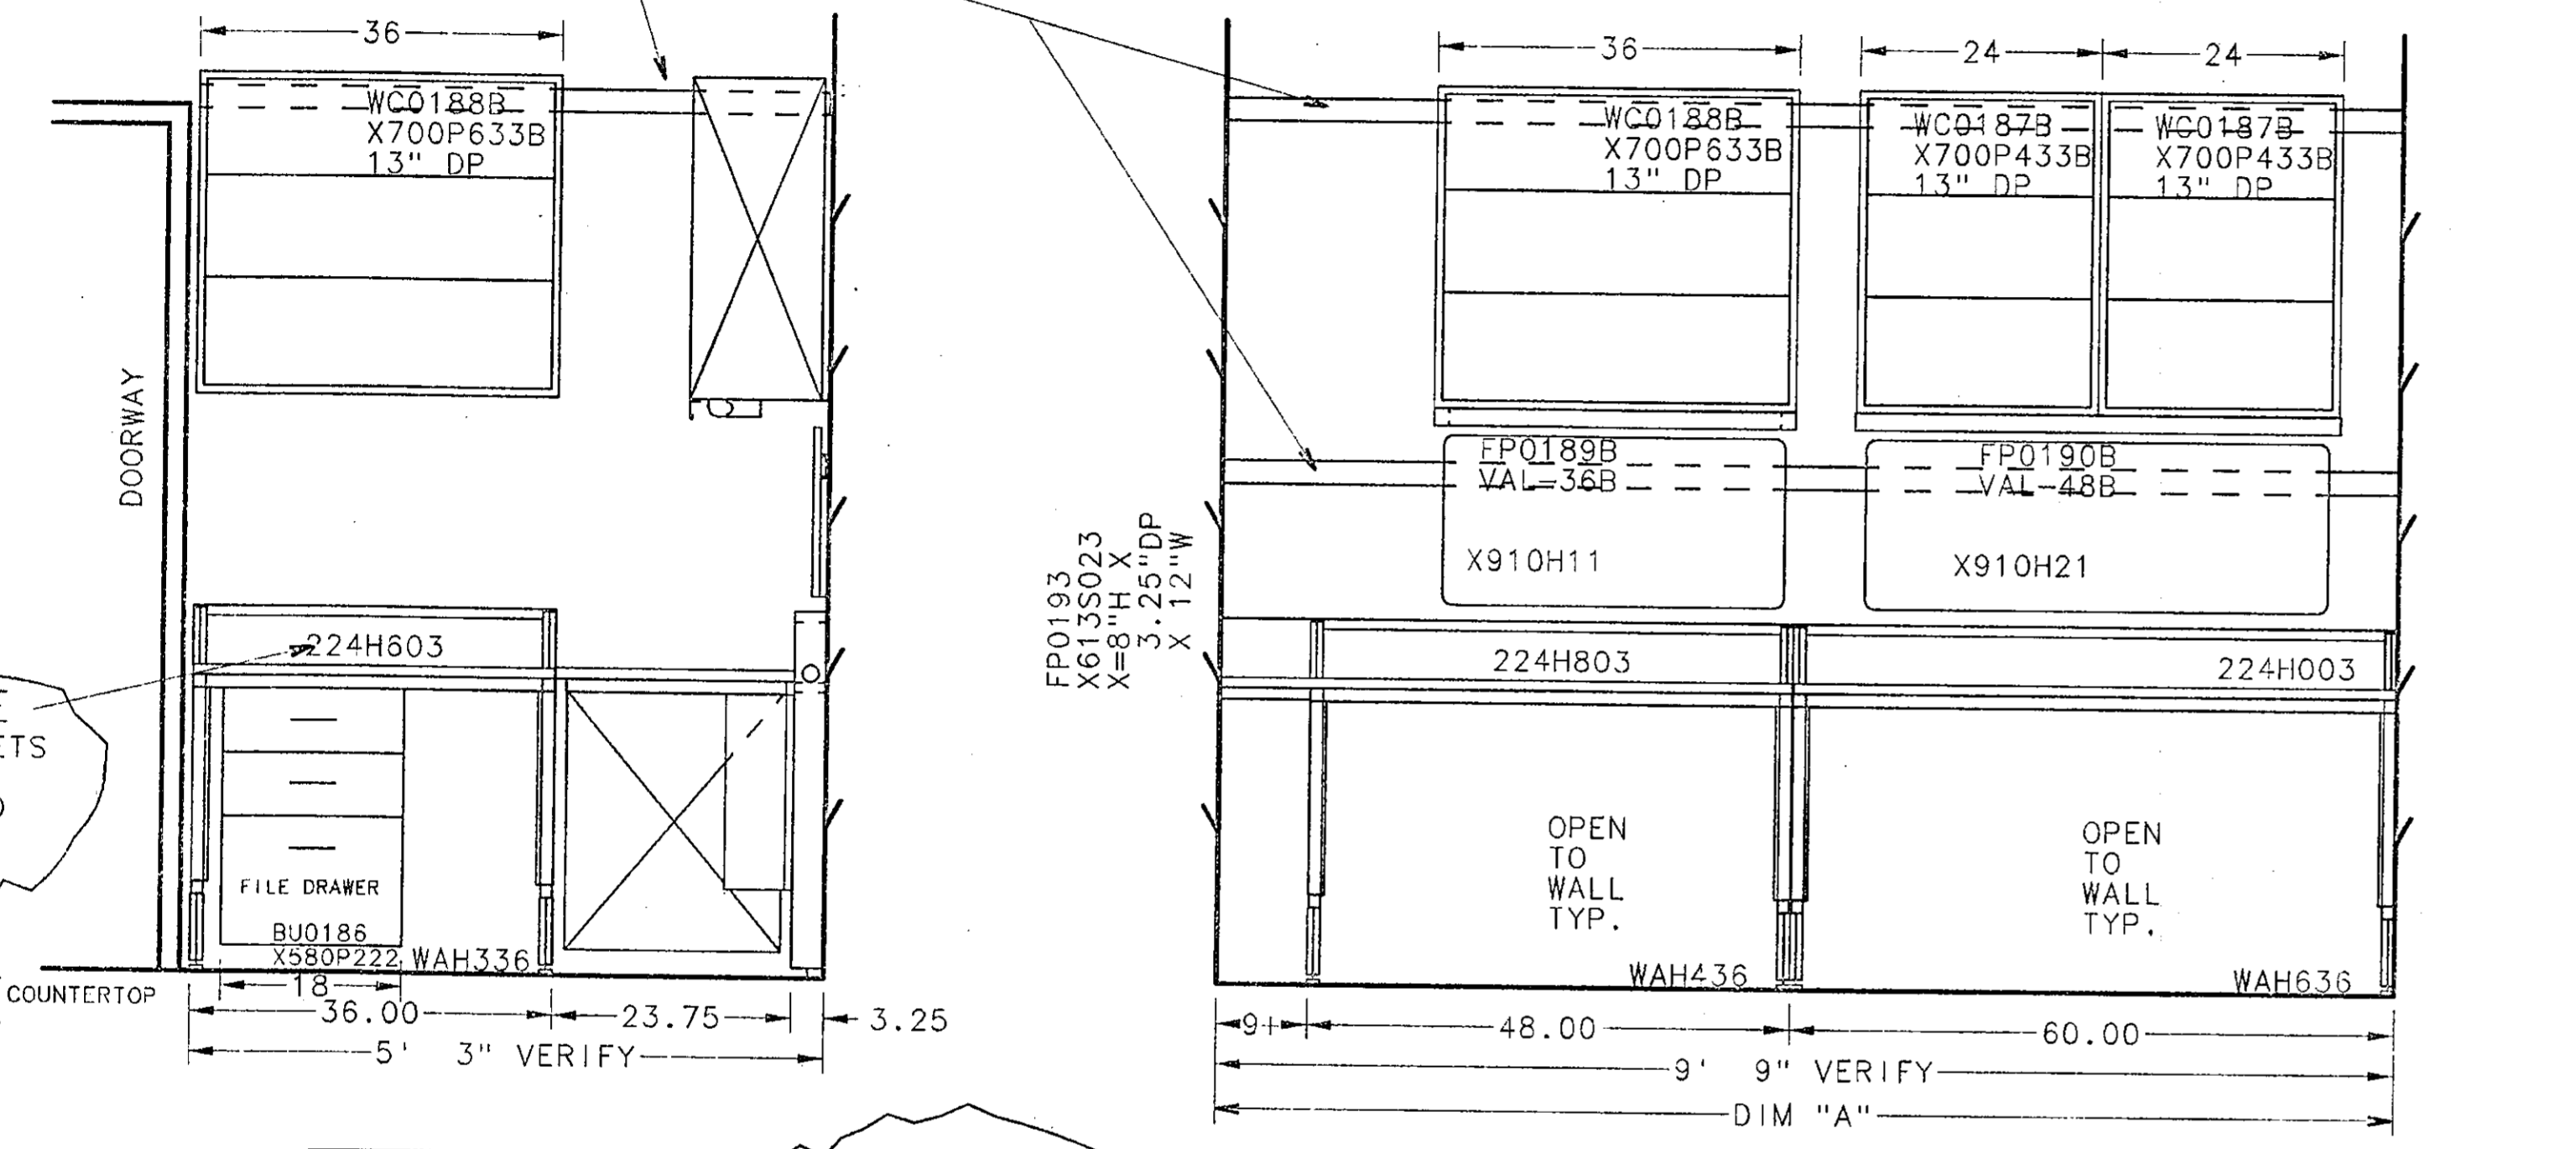 36
WC0188B
X700P633B
13" DP
DOORWAY
224H603
ETS
FILE DRAWER
BU0186
X580P222
WAH336
COUNTERTOP
18
36.00
23.75
3.25
5' 3" VERIFY
36
24
24
WC0188B
X700P633B
13" DP
WC0187B
X700P433B
13" DP
WC0187B
X700P433B
13" DP
FP0189B
VAL-36B
X910H11
FP0190B
VAL-48B
X910H21
FP0193
X613S023
X=8"H X
3.25"DP
X 12"W
224H803
224H003
OPEN
TO
WALL
TYP.
OPEN
TO
WALL
TYP.
WAH436
WAH636
9+
48.00
60.00
9' 9" VERIFY
DIM "A"